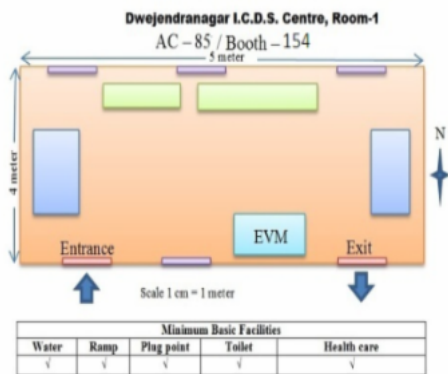 Dwejendranagar I.C.D.S. Centre, Room-1
AC – 85 / Booth – 154
5 meter
4 meter
N
EVM
Entrance
Exit
Scale 1 cm = 1 meter
Minimum Basic Facilities
Water Ramp Plug point Toilet Health care
√ √ √ √ √